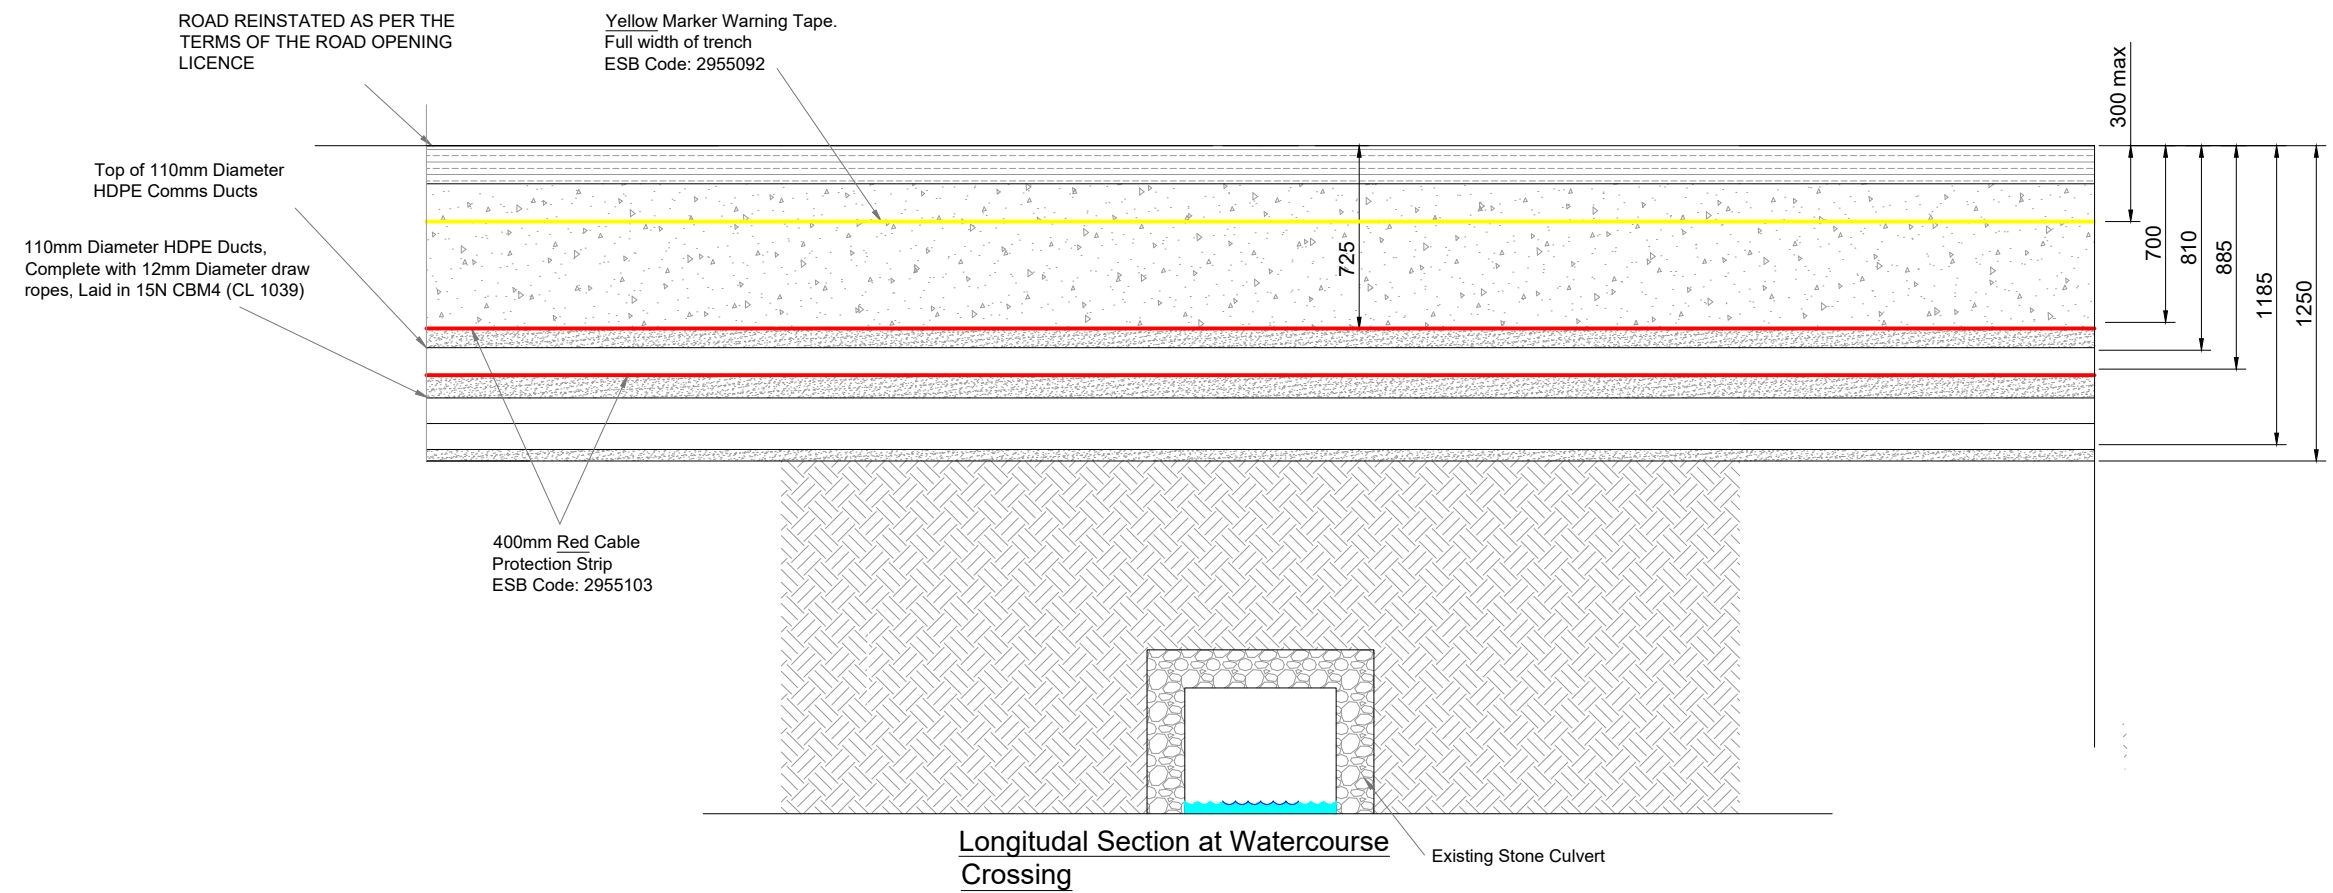 ROAD REINSTATED AS PER THE
TERMS OF THE ROAD OPENING
LICENCE
Yellow Marker Warning Tape.
Full width of trench
ESB Code: 2955092
300 max
Top of 110mm Diameter
HDPE Comms Ducts
110mm Diameter HDPE Ducts,
Complete with 12mm Diameter draw
ropes, Laid in 15N CBM4 (CL 1039)
725
700
810
885
1185
1250
400mm Red Cable
Protection Strip
ESB Code: 2955103
Longitudal Section at Watercourse
Crossing
Existing Stone Culvert